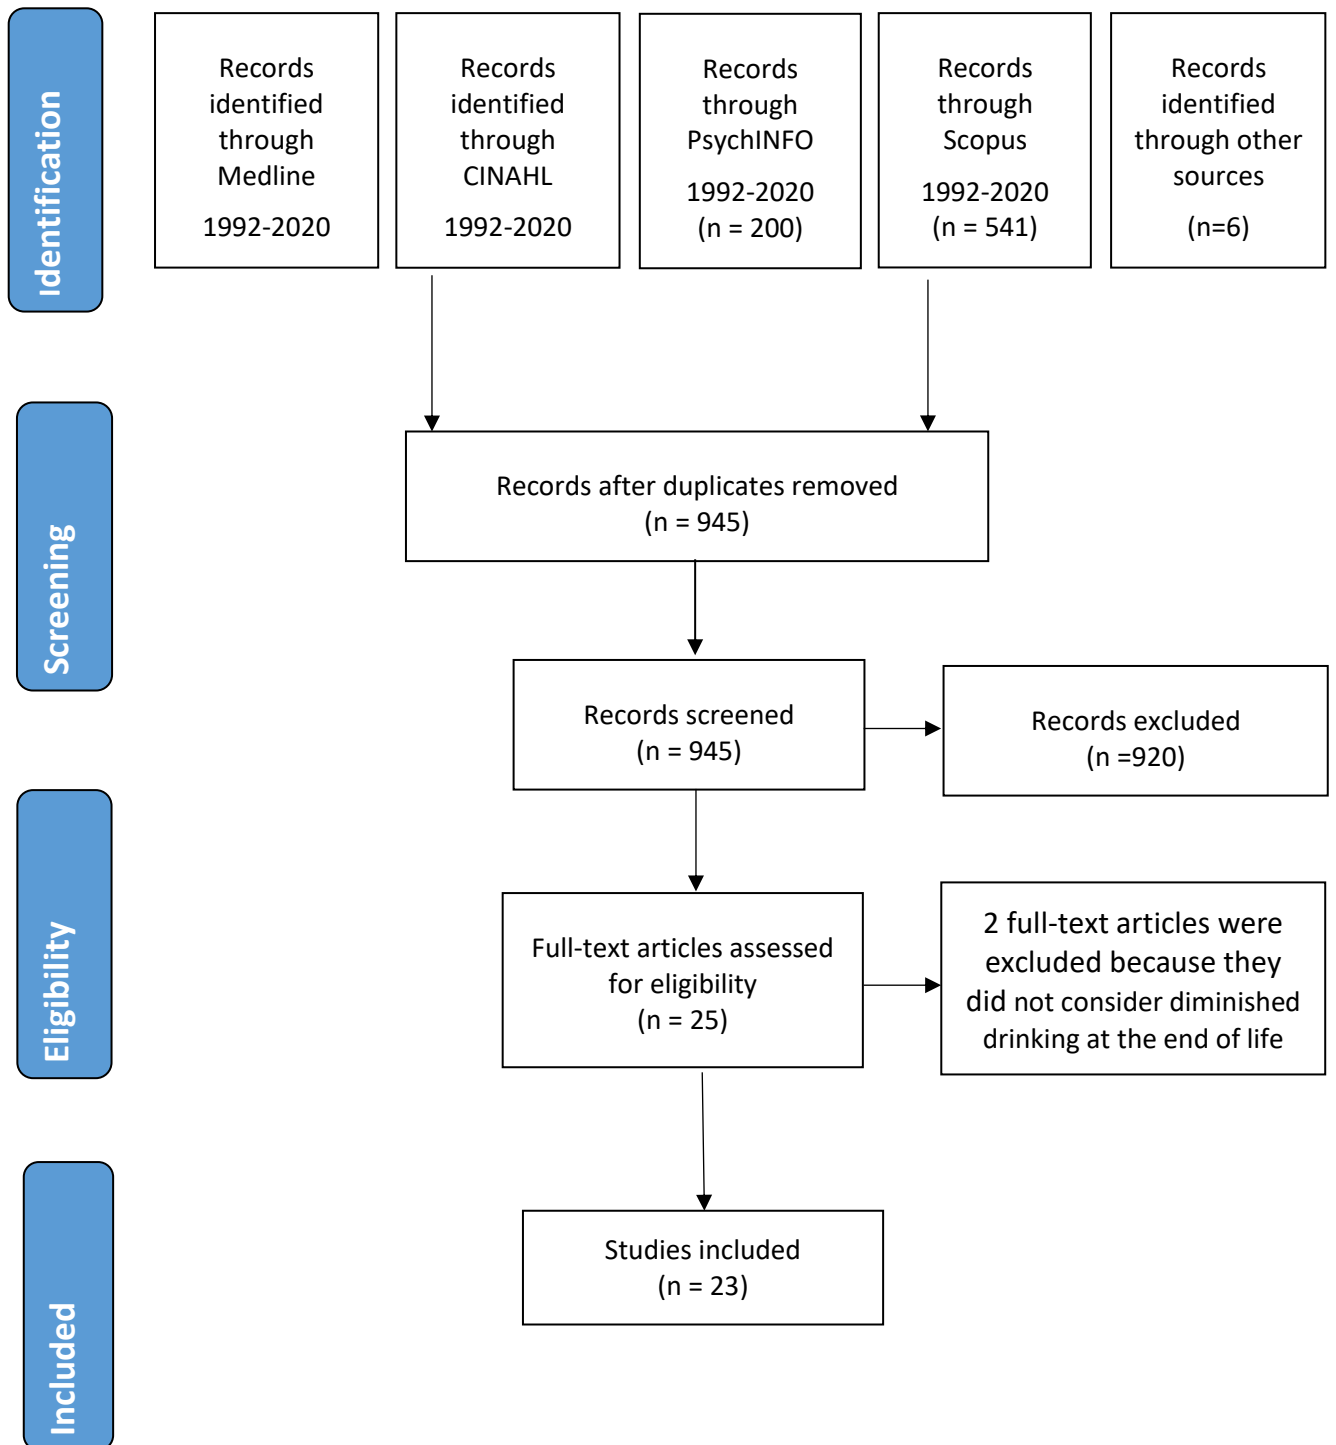 Identification
Records
identified
through
Medline
1992-2020
Records
identified
through
CINAHL
1992-2020
Records
through
PsychINFO
1992-2020
(n = 200)
Records
through
Scopus
1992-2020
(n = 541)
Records
identified
through other
sources
(n=6)
Screening
Records after duplicates removed
(n = 945)
Records screened
(n = 945)
Records excluded
(n =920)
Eligibility
Full-text articles assessed
for eligibility
(n = 25)
2 full-text articles were
excluded because they
did not consider diminished
drinking at the end of life
Included
Studies included
(n = 23)